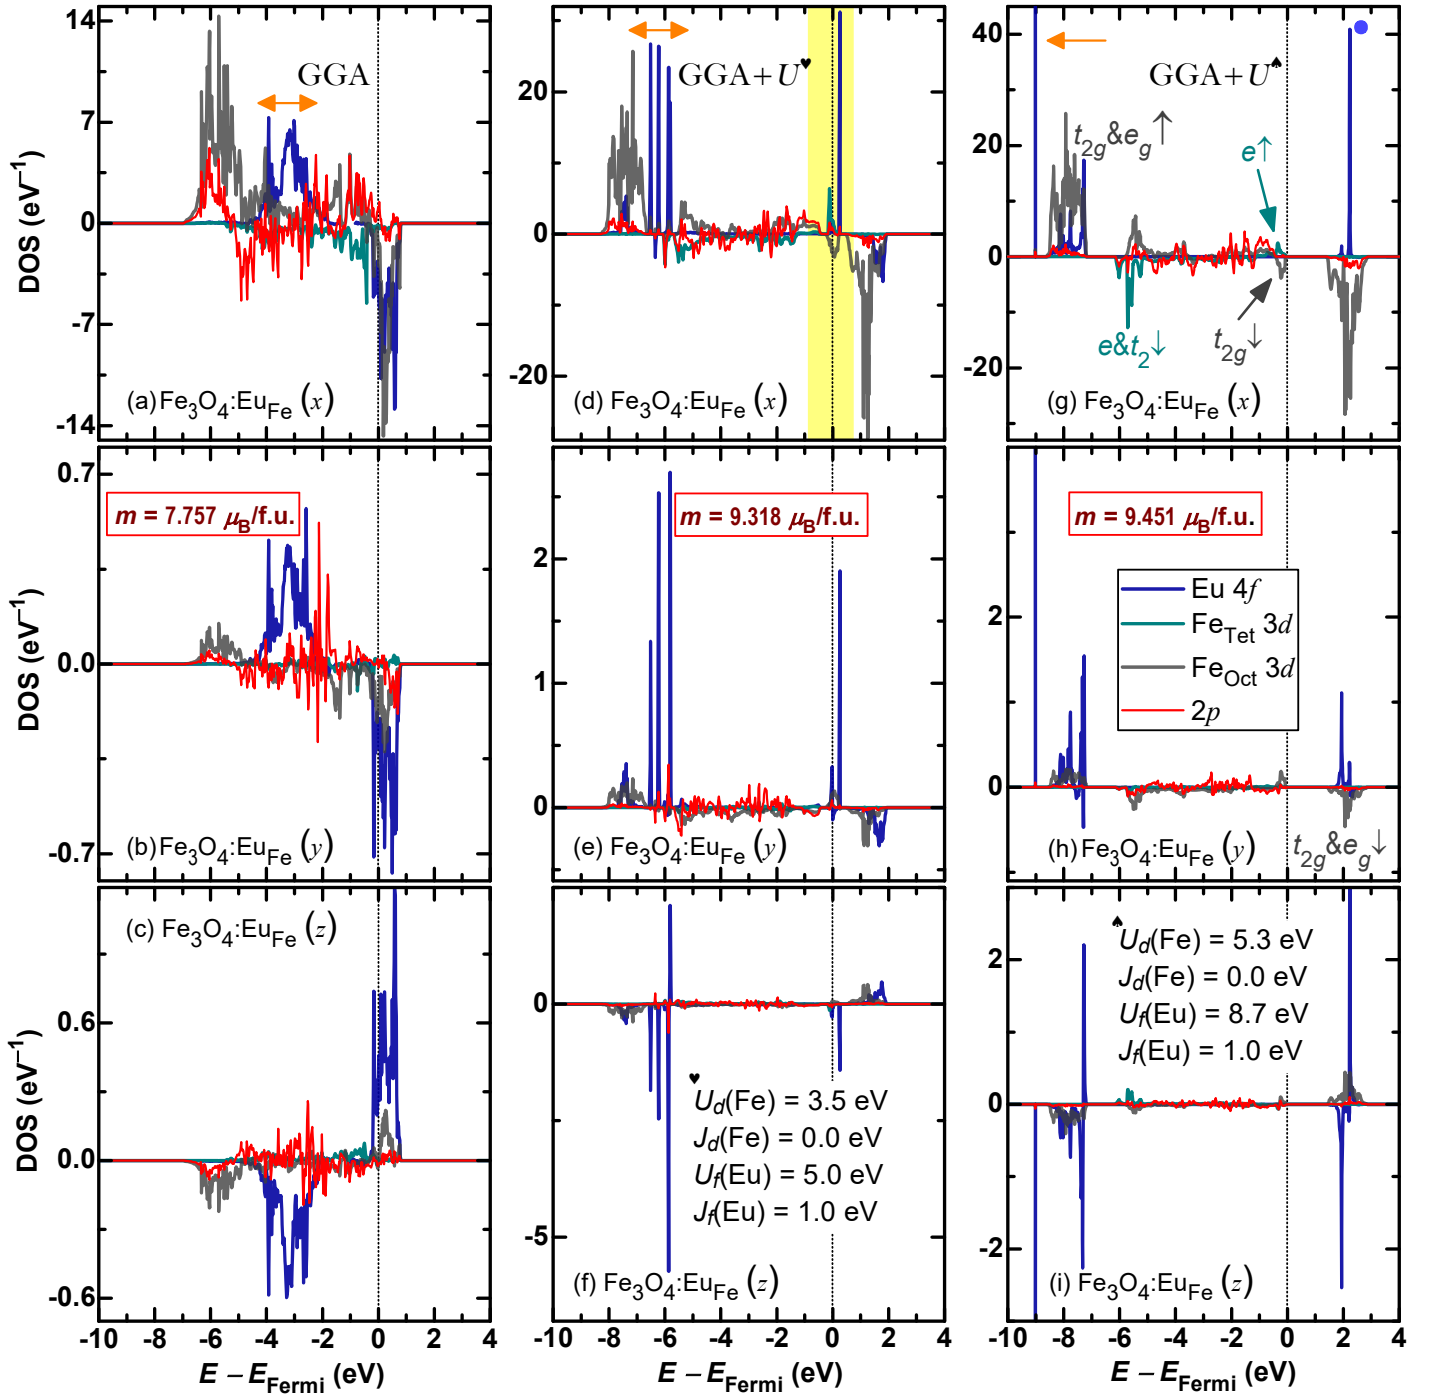 DOS (eV⁻¹)
14
7
0
-7
-14
GGA
(a) Fe₃O₄:Eu_Fe (x)
20
0
-20
GGA+U♥
(d) Fe₃O₄:Eu_Fe (x)
40
20
0
-20
GGA+U♠
t₂g&e_g↑
e↑
e&t₂↓
t₂g↓
(g) Fe₃O₄:Eu_Fe (x)
DOS (eV⁻¹)
0.7
0.0
-0.7
m = 7.757 μ_B/f.u.
(b) Fe₃O₄:Eu_Fe (y)
2
1
0
m = 9.318 μ_B/f.u.
(e) Fe₃O₄:Eu_Fe (y)
2
0
m = 9.451 μ_B/f.u.
Eu 4f
Fe_Tet 3d
Fe_Oct 3d
2p
(h) Fe₃O₄:Eu_Fe (y)
t₂g&e_g↓
DOS (eV⁻¹)
0.6
0.0
-0.6
(c) Fe₃O₄:Eu_Fe (z)
-10 -8 -6 -4 -2 0 2 4
E − E_Fermi (eV)
0
-5
♥U_d(Fe) = 3.5 eV
J_d(Fe) = 0.0 eV
U_f(Eu) = 5.0 eV
J_f(Eu) = 1.0 eV
(f) Fe₃O₄:Eu_Fe (z)
-10 -8 -6 -4 -2 0 2 4
E − E_Fermi (eV)
2
0
-2
♠U_d(Fe) = 5.3 eV
J_d(Fe) = 0.0 eV
U_f(Eu) = 8.7 eV
J_f(Eu) = 1.0 eV
(i) Fe₃O₄:Eu_Fe (z)
-10 -8 -6 -4 -2 0 2 4
E − E_Fermi (eV)